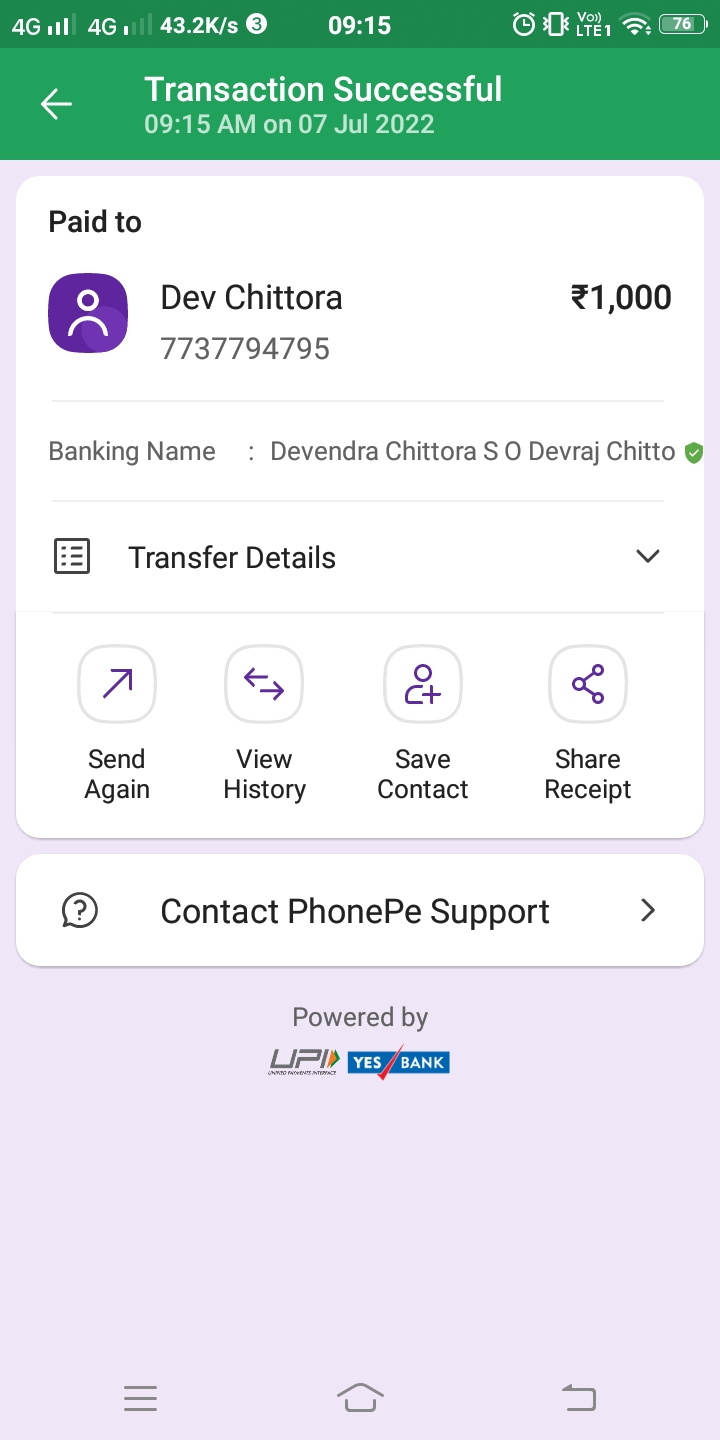 4G 4G 43.2K/s 3 09:15 Vo)) LTE1 76
Transaction Successful
09:15 AM on 07 Jul 2022
Paid to
Dev Chittora ₹1,000
7737794795
Banking Name : Devendra Chittora S O Devraj Chitto
Transfer Details
Send Again
View History
Save Contact
Share Receipt
Contact PhonePe Support
Powered by
UPI YES BANK
UNIFIED PAYMENTS INTERFACE